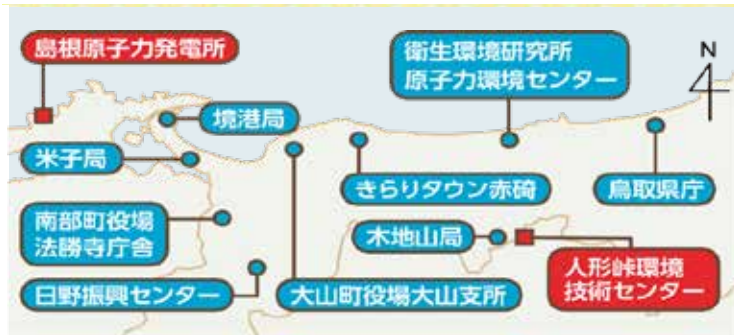 島根原子力発電所
衛生環境研究所
原子力環境センター
N
境港局
米子局
きらりタウン赤碕
鳥取県庁
南部町役場
法勝寺庁舎
木地山局
人形峠環境
技術センター
日野振興センター
大山町役場大山支所